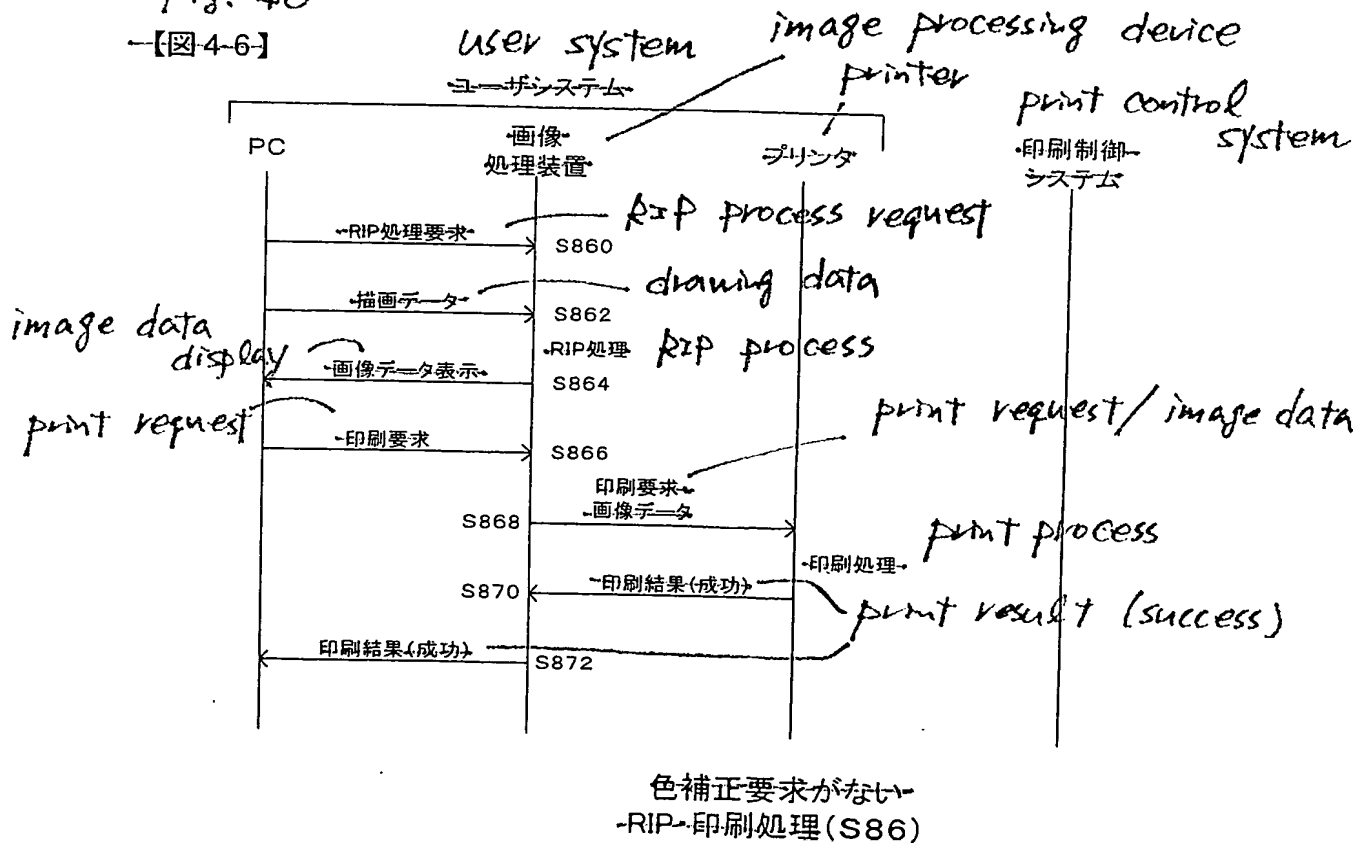 Fig. 46
【図46】
user system
image processing device
ユーザシステム
printer
print control
system
PC
画像
処理装置
プリンタ
印刷制御
システム
RIP処理要求
RIP process request
S860
描画データ
drawing data
S862
image data
display
RIP処理
RIP process
画像データ表示
S864
print request
print request/image data
印刷要求
S866
印刷要求
画像データ
S868
print process
印刷処理
S870
印刷結果(成功)
print result (success)
印刷結果(成功)
S872
色補正要求がない
RIP・印刷処理(S86)